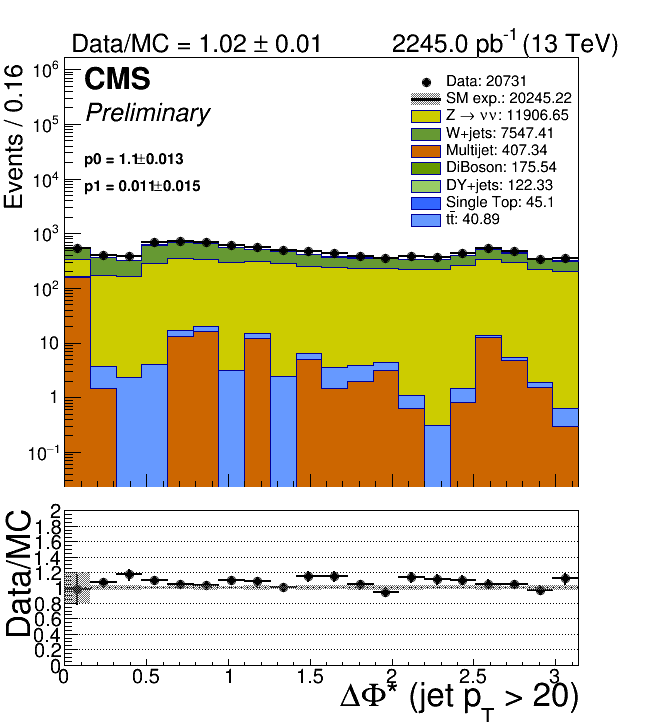 Data/MC = 1.02 ± 0.01 2245.0 pb⁻¹ (13 TeV)
CMS
Preliminary
p0 = 1.1±0.013
p1 = 0.011±0.015
Data: 20731
SM exp.: 20245.22
Z → νν: 11906.65
W+jets: 7547.41
Multijet: 407.34
DiBoson: 175.54
DY+jets: 122.33
Single Top: 45.1
tt̄: 40.89
Events / 0.16
10⁶
10⁵
10⁴
10³
10²
10
1
10⁻¹
Data/MC
2
1.8
1.6
1.4
1.2
1
0.8
0.6
0.4
0.2
0
0 0.5 1 1.5 2 2.5 3
ΔΦ* (jet p_T > 20)